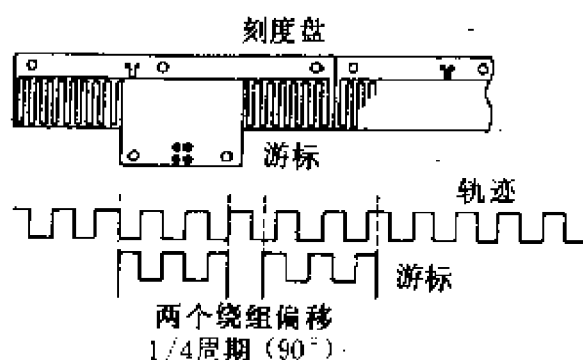 刻度盘
游标
轨迹
游标
两个绕组偏移
1/4周期（90°）